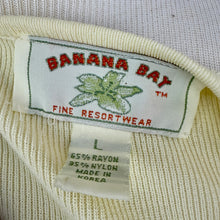 BANANA BAY
TM
FINE RESORTWEAR
L
65% RAYON
35% NYLON
MADE IN
KOREA